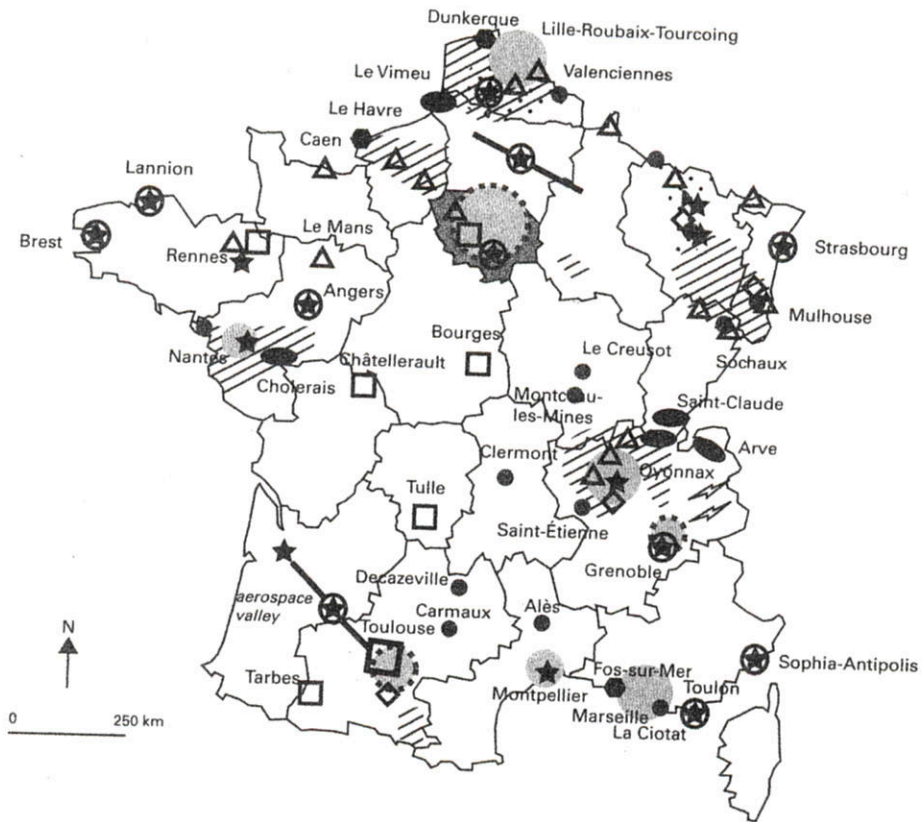 Dunkerque
Lille-Roubaix-Tourcoing
Le Vimeu
Valenciennes
Le Havre
Caen
Lannion
Brest
Le Mans
Rennes
Strasbourg
Angers
Mulhouse
Bourges
Nantes
Châtellerault
Le Creusot
Sochaux
Cholerais
Montceau-
les-Mines
Saint-Claude
Clermont
Arve
Oyonnax
Tulle
Saint-Étienne
Grenoble
Decazeville
aerospace
valley
Carmaux
Alès
Toulouse
N
Sophia-Antipolis
Tarbes
Fos-sur-Mer
Toulon
Montpellier
Marseille
La Ciotat
0 250 km